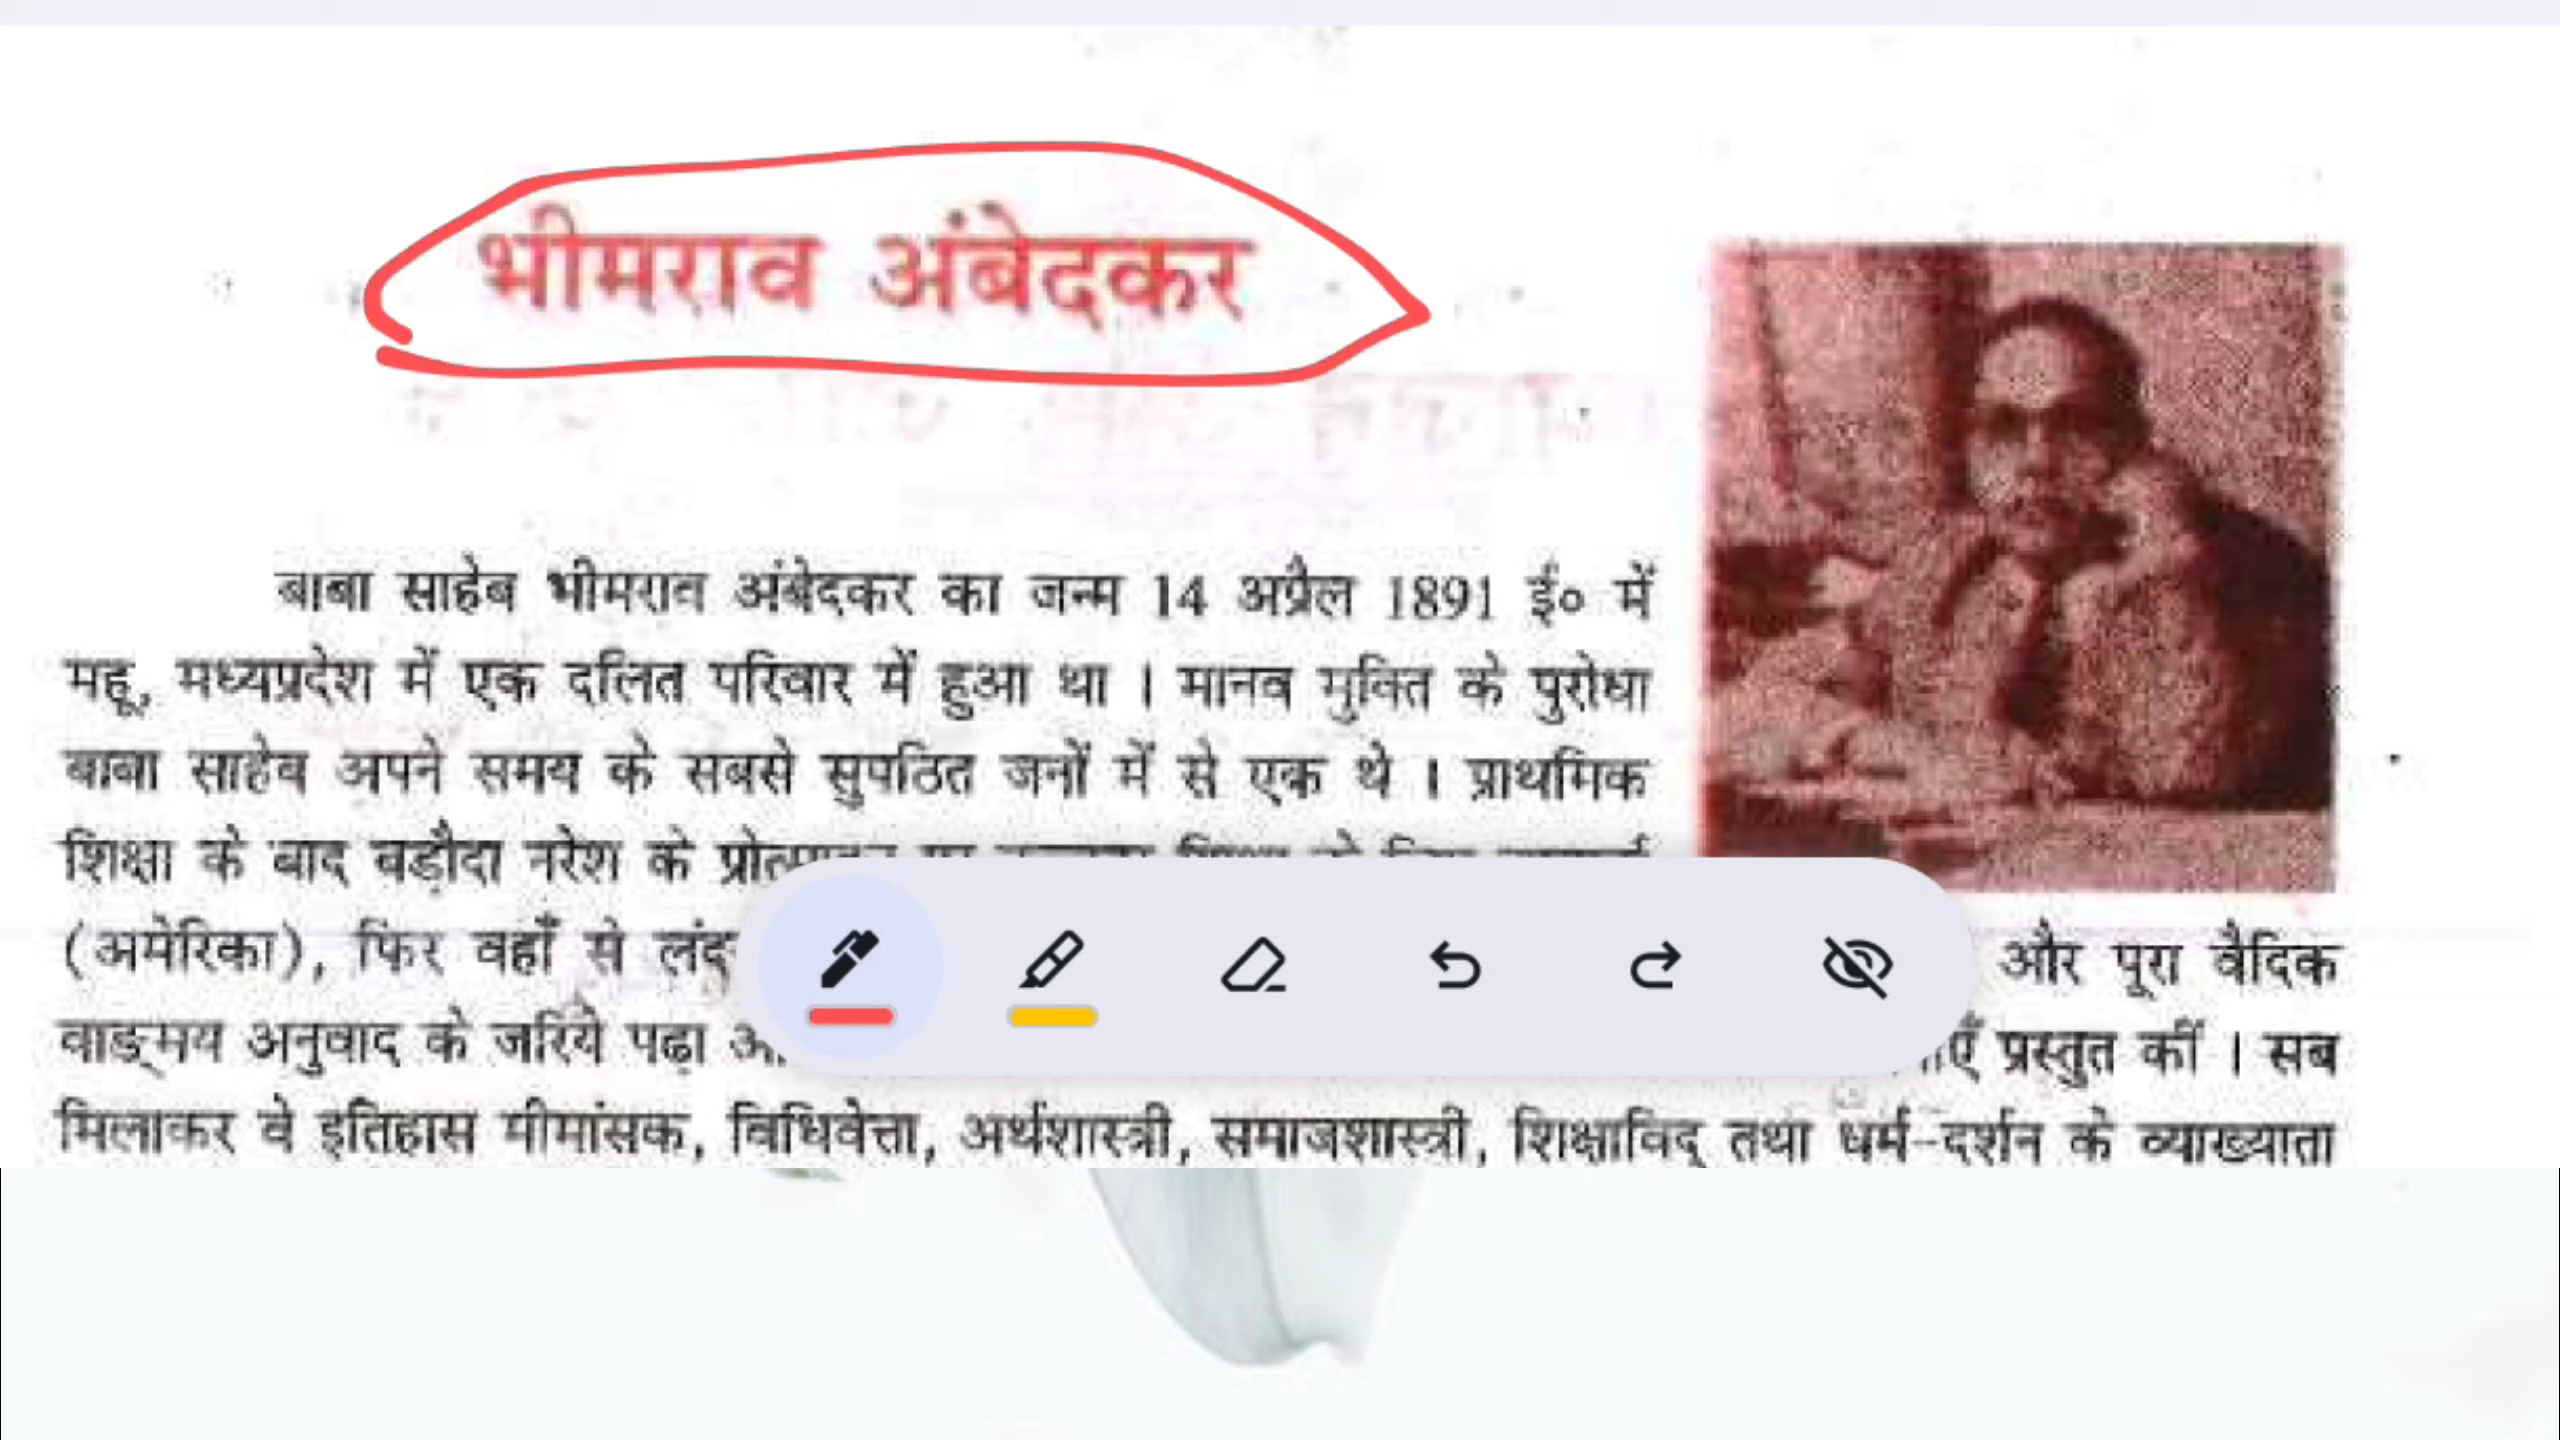 भीमराव अंबेदकर
बाबा साहेब भीमराव अंबेदकर का जन्म 14 अप्रैल 1891 ई० में
महू, मध्यप्रदेश में एक दलित परिवार में हुआ था । मानव मुक्ति के पुरोधा
बाबा साहेब अपने समय के सबसे सुपठित जनों में से एक थे । प्राथमिक
शिक्षा के बाद बड़ौदा नरेश के
(अमेरिका), फिर वहाँ से और पूरा वैदिक
वाङ्मय अनुवाद के जरिये पढ़ा प्रस्तुत कीं । सब
मिलाकर वे इतिहास मीमांसक, विधिवेत्ता, अर्थशास्त्री, समाजशास्त्री, शिक्षाविद् तथा धर्म-दर्शन के व्याख्याता